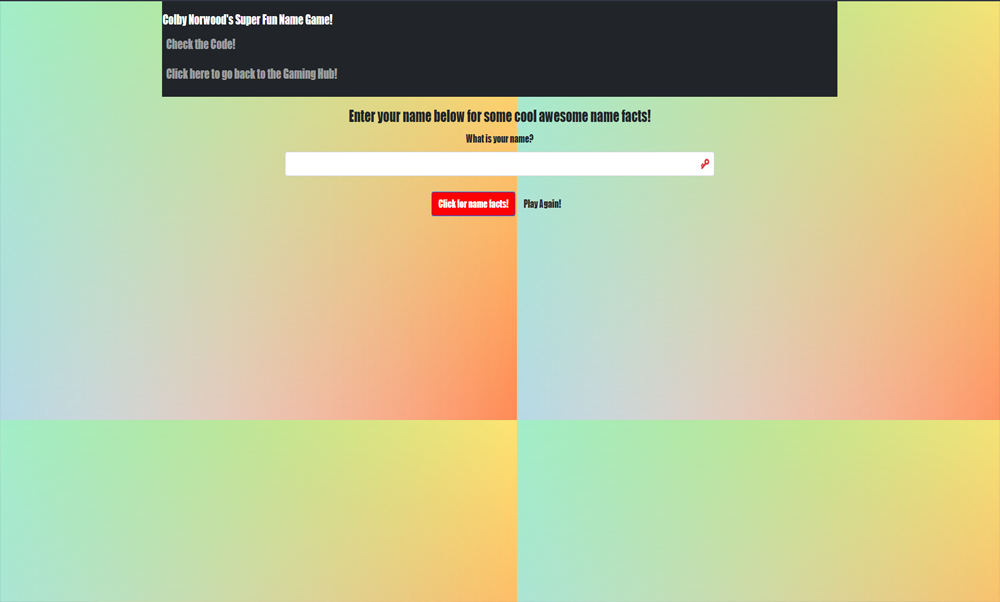 Colby Norwood's Super Fun Name Game!
Check the Code!
Click here to go back to the Gaming Hub!
Enter your name below for some cool awesome name facts!
What is your name?
Click for name facts! Play Again!